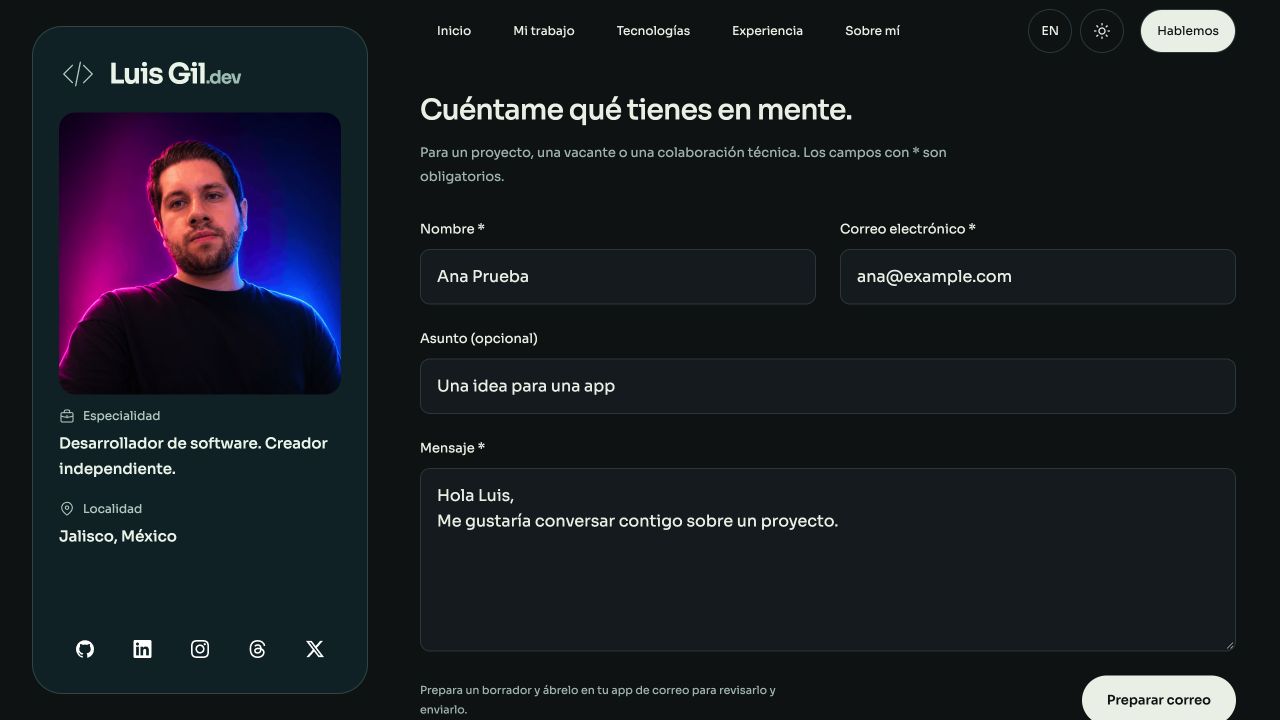 Luis Gil.dev
Especialidad
Desarrollador de software. Creador
independiente.
Localidad
Jalisco, México
Inicio
Mi trabajo
Tecnologías
Experiencia
Sobre mí
EN
Hablemos
Cuéntame qué tienes en mente.
Para un proyecto, una vacante o una colaboración técnica. Los campos con * son
obligatorios.
Nombre *
Ana Prueba
Correo electrónico *
ana@example.com
Asunto (opcional)
Una idea para una app
Mensaje *
Hola Luis,
Me gustaría conversar contigo sobre un proyecto.
Prepara un borrador y ábrelo en tu app de correo para revisarlo y
enviarlo.
Preparar correo